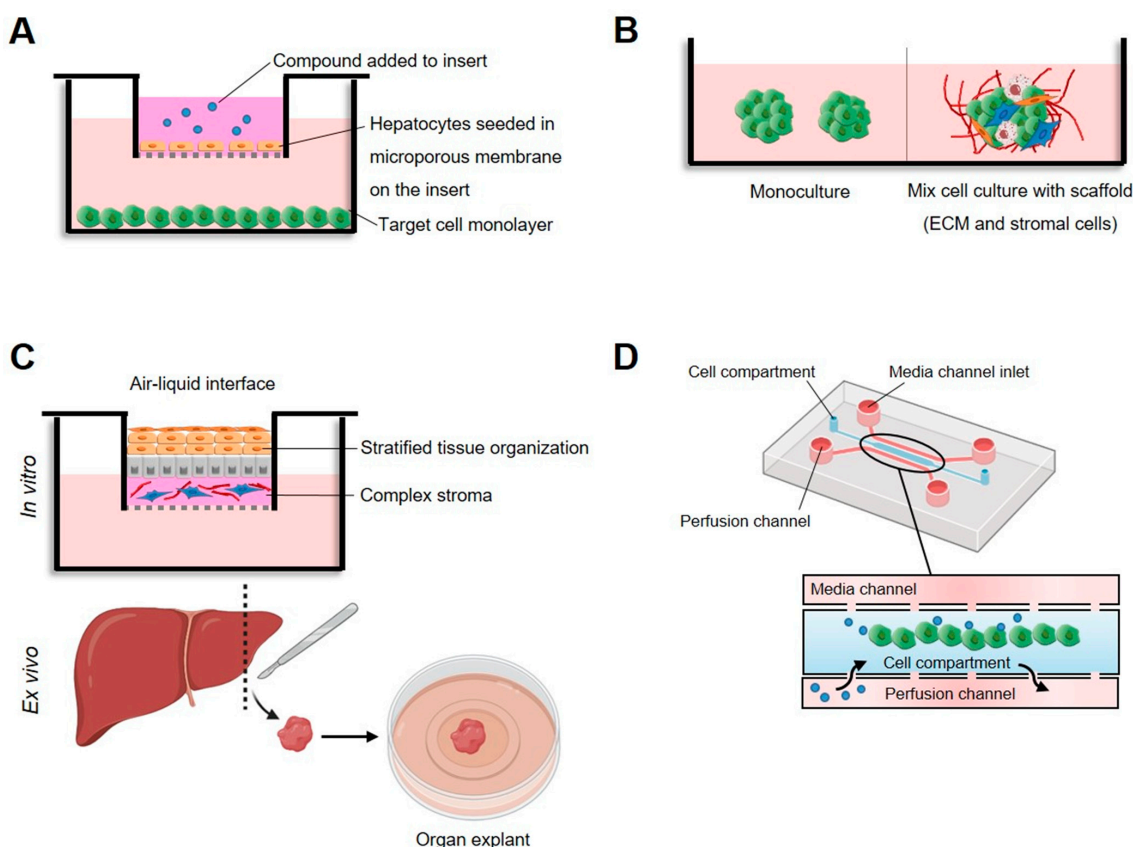 A
Compound added to insert
Hepatocytes seeded in
microporous membrane
on the insert
Target cell monolayer
B
Monoculture
Mix cell culture with scaffold
(ECM and stromal cells)
C
Air-liquid interface
In vitro
Stratified tissue organization
Complex stroma
Ex vivo
Organ explant
D
Cell compartment
Media channel inlet
Perfusion channel
Media channel
Cell compartment
Perfusion channel